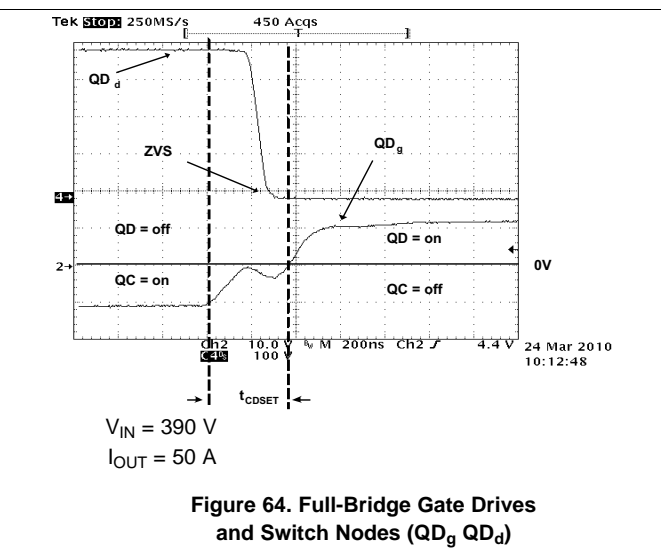 Tek Stop: 250MS/s 450 Acqs
T
QD d
ZVS
QDg
4→
QD = off
QD = on
2→
0V
QC = on
QC = off
Ch2 10.0 V M 200ns Ch2 4.4 V
C4 100 V
24 Mar 2010
10:12:48
tCDSET
VIN = 390 V
IOUT = 50 A
Figure 64. Full-Bridge Gate Drives
and Switch Nodes (QDg QDd)